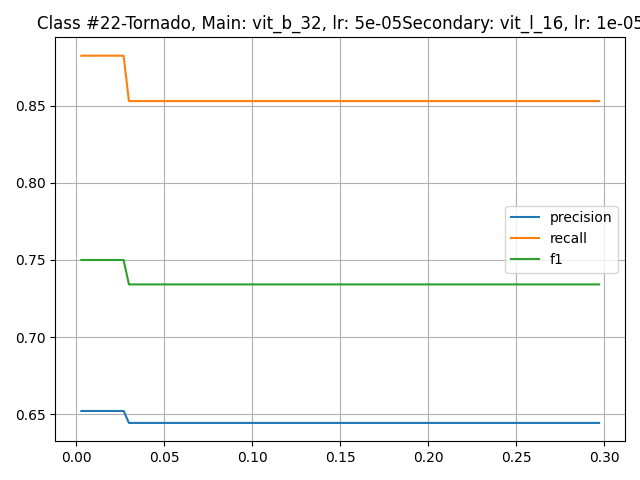 Class #22-Tornado, Main: vit_b_32, lr: 5e-05Secondary: vit_l_16, lr: 1e-05
0.85
0.80
0.75
0.70
0.65
precision
recall
f1
0.00 0.05 0.10 0.15 0.20 0.25 0.30